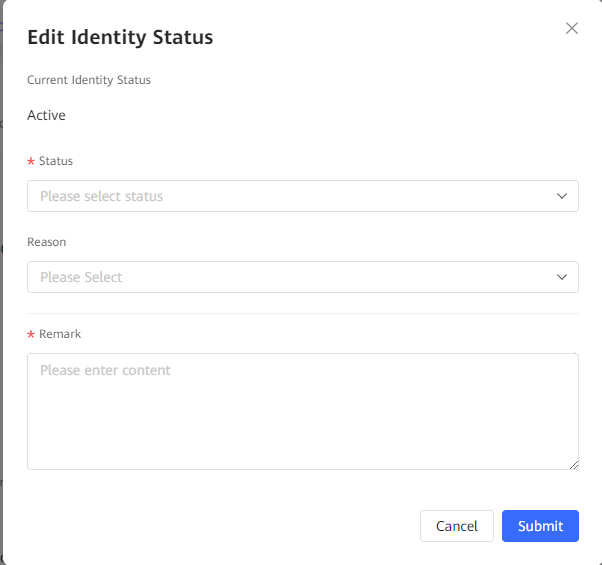 Edit Identity Status
Current Identity Status
Active
* Status
Please select status
Reason
Please Select
* Remark
Please enter content
Cancel Submit